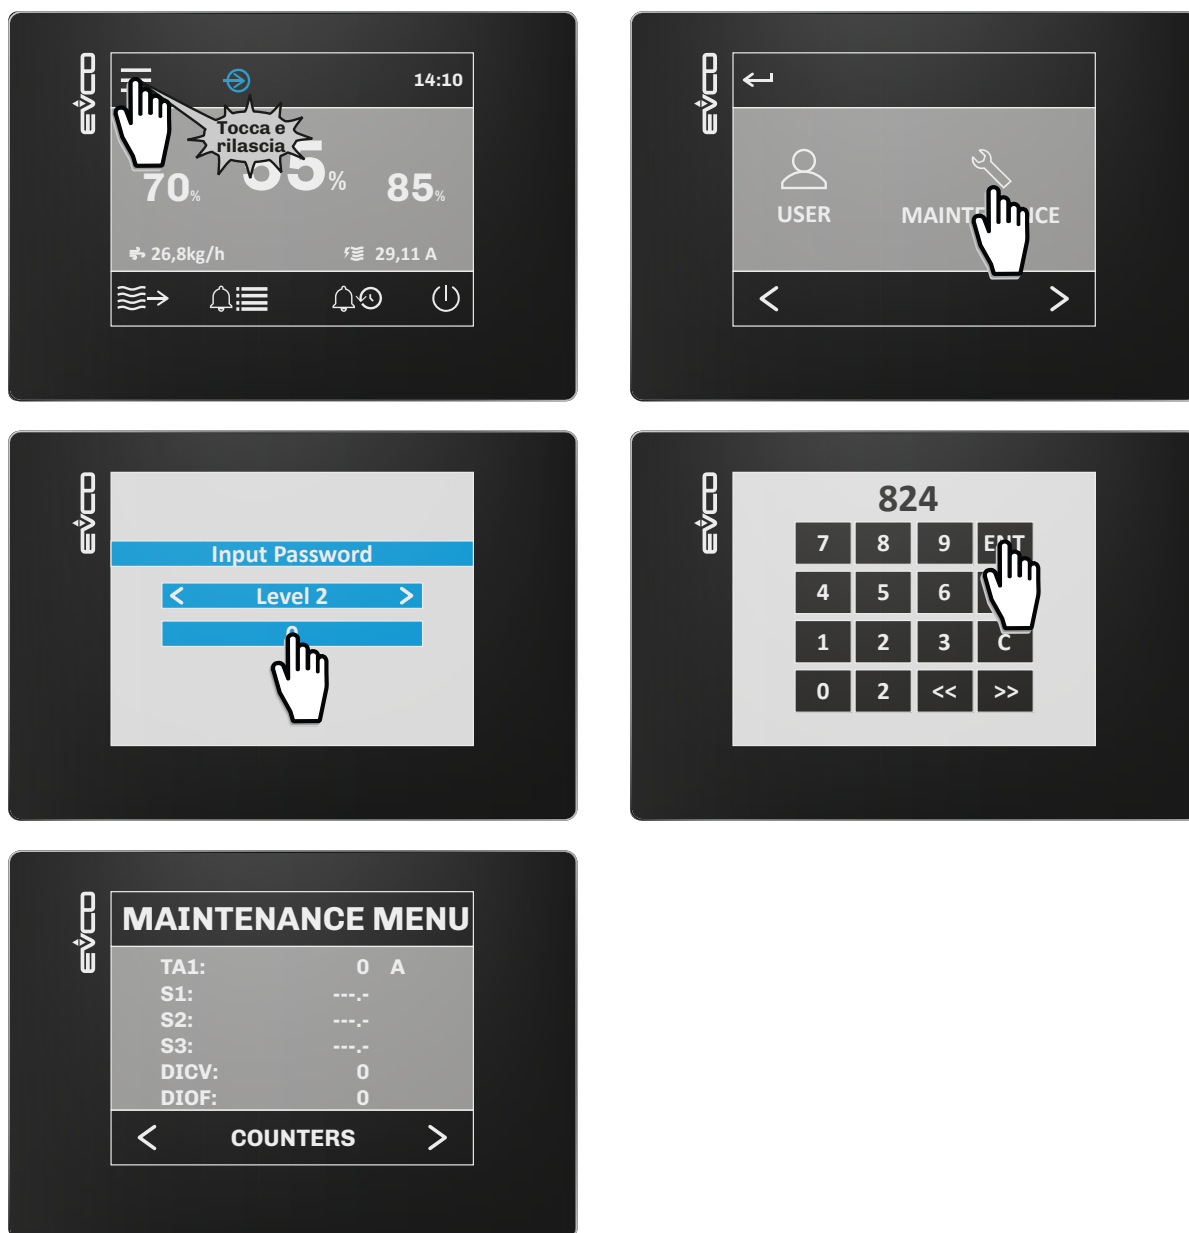 EVCO
14:10
Tocca e
rilascia
70%
%
85%
26,8kg/h
29,11 A
EVCO
USER
EVCO
Input Password
< Level 2 >
EVCO
824
7 8 9
4 5 6
1 2 3 C
0 2 << >>
EVCO
MAINTENANCE MENU
TA1: 0 A
S1: ---.-
S2: ---.-
S3: ---.-
DICV: 0
DIOF: 0
< COUNTERS >